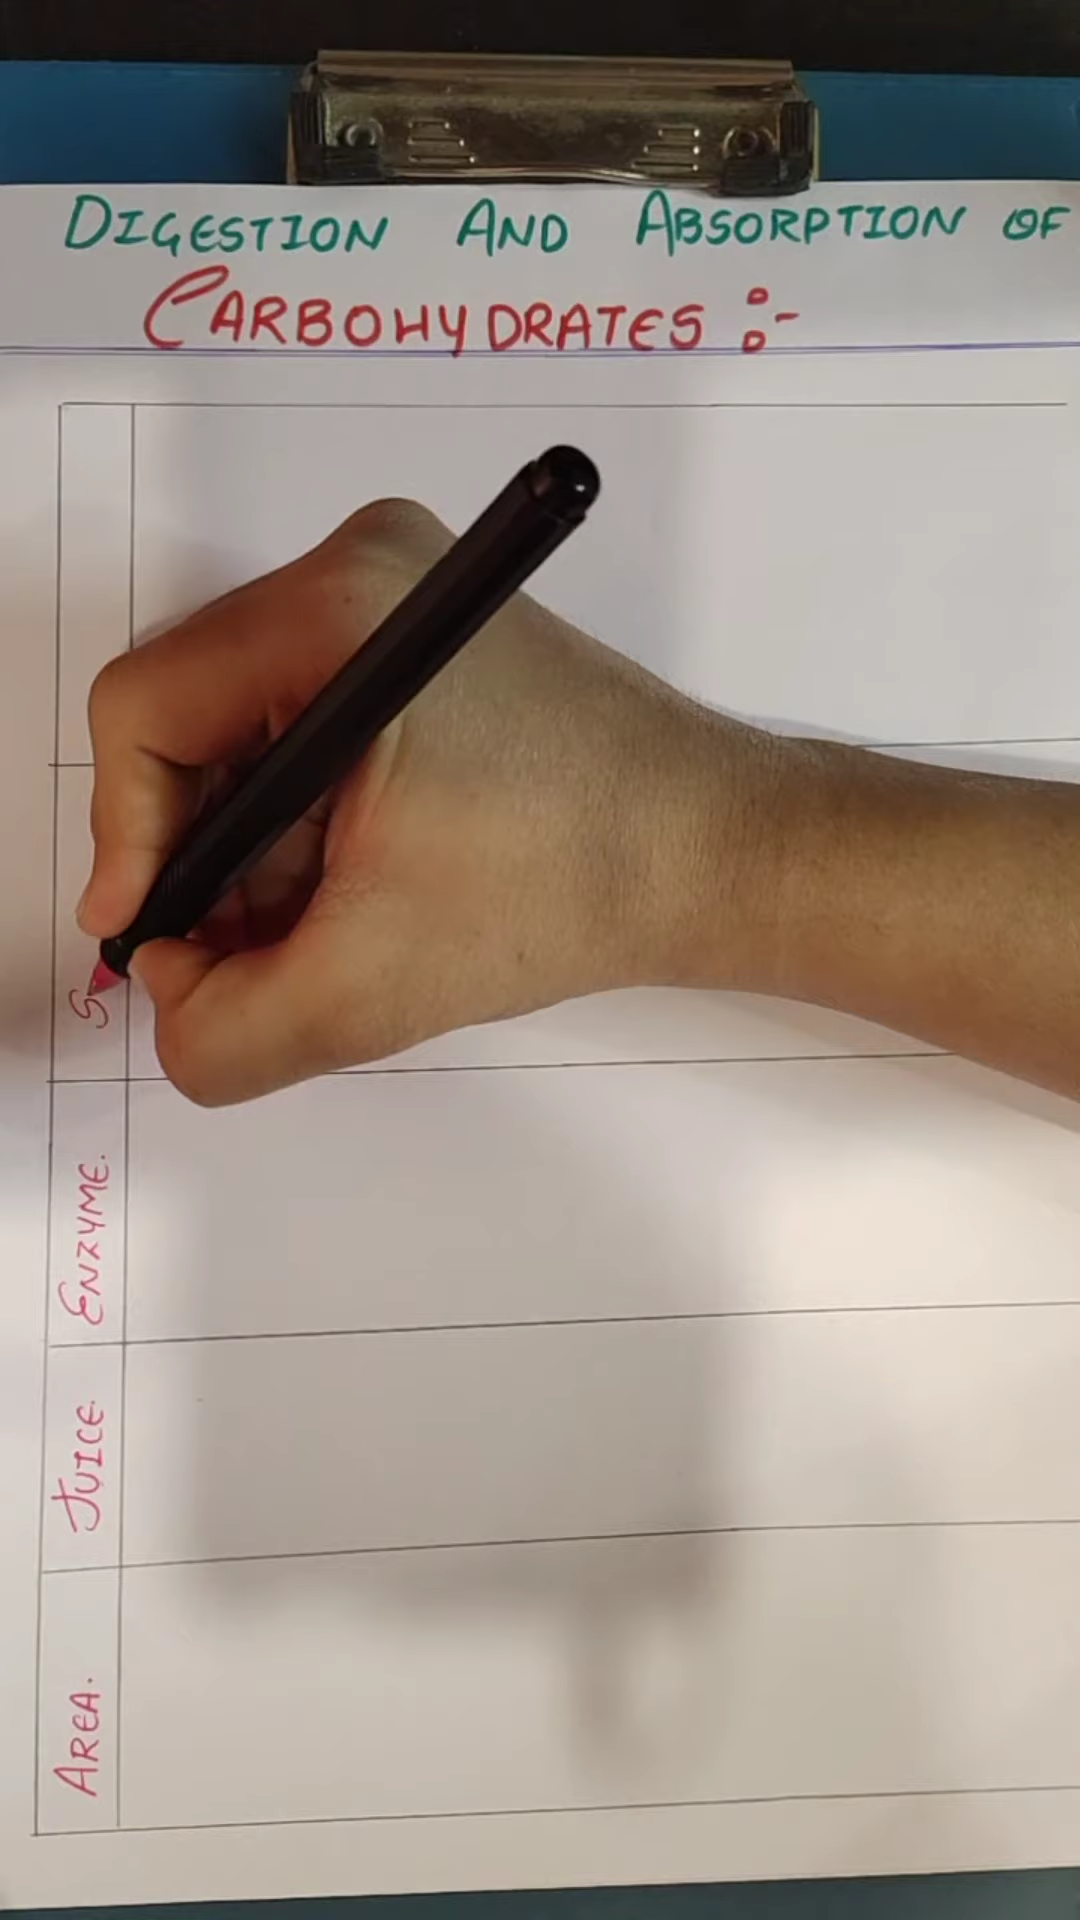 DIGESTION AND ABSORPTION OF
CARBOHYDRATES :-
AREA.
JUICE.
ENZYME.
S